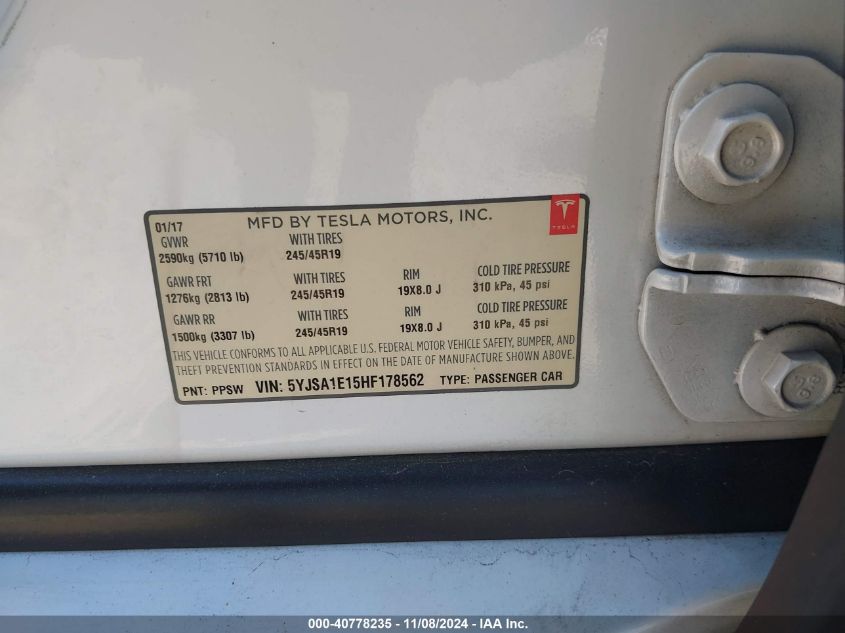 01/17 MFD BY TESLA MOTORS, INC.
TESLA
GVWR WITH TIRES
2590kg (5710 lb) 245/45R19
GAWR FRT WITH TIRES RIM COLD TIRE PRESSURE
1276kg (2813 lb) 245/45R19 19X8.0 J 310 kPa, 45 psi
GAWR RR WITH TIRES RIM COLD TIRE PRESSURE
1500kg (3307 lb) 245/45R19 19X8.0 J 310 kPa, 45 psi
THIS VEHICLE CONFORMS TO ALL APPLICABLE U.S. FEDERAL MOTOR VEHICLE SAFETY, BUMPER, AND
THEFT PREVENTION STANDARDS IN EFFECT ON THE DATE OF MANUFACTURE SHOWN ABOVE.
PNT: PPSW VIN: 5YJSA1E15HF178562 TYPE: PASSENGER CAR
000-40778235 - 11/08/2024 - IAA Inc.